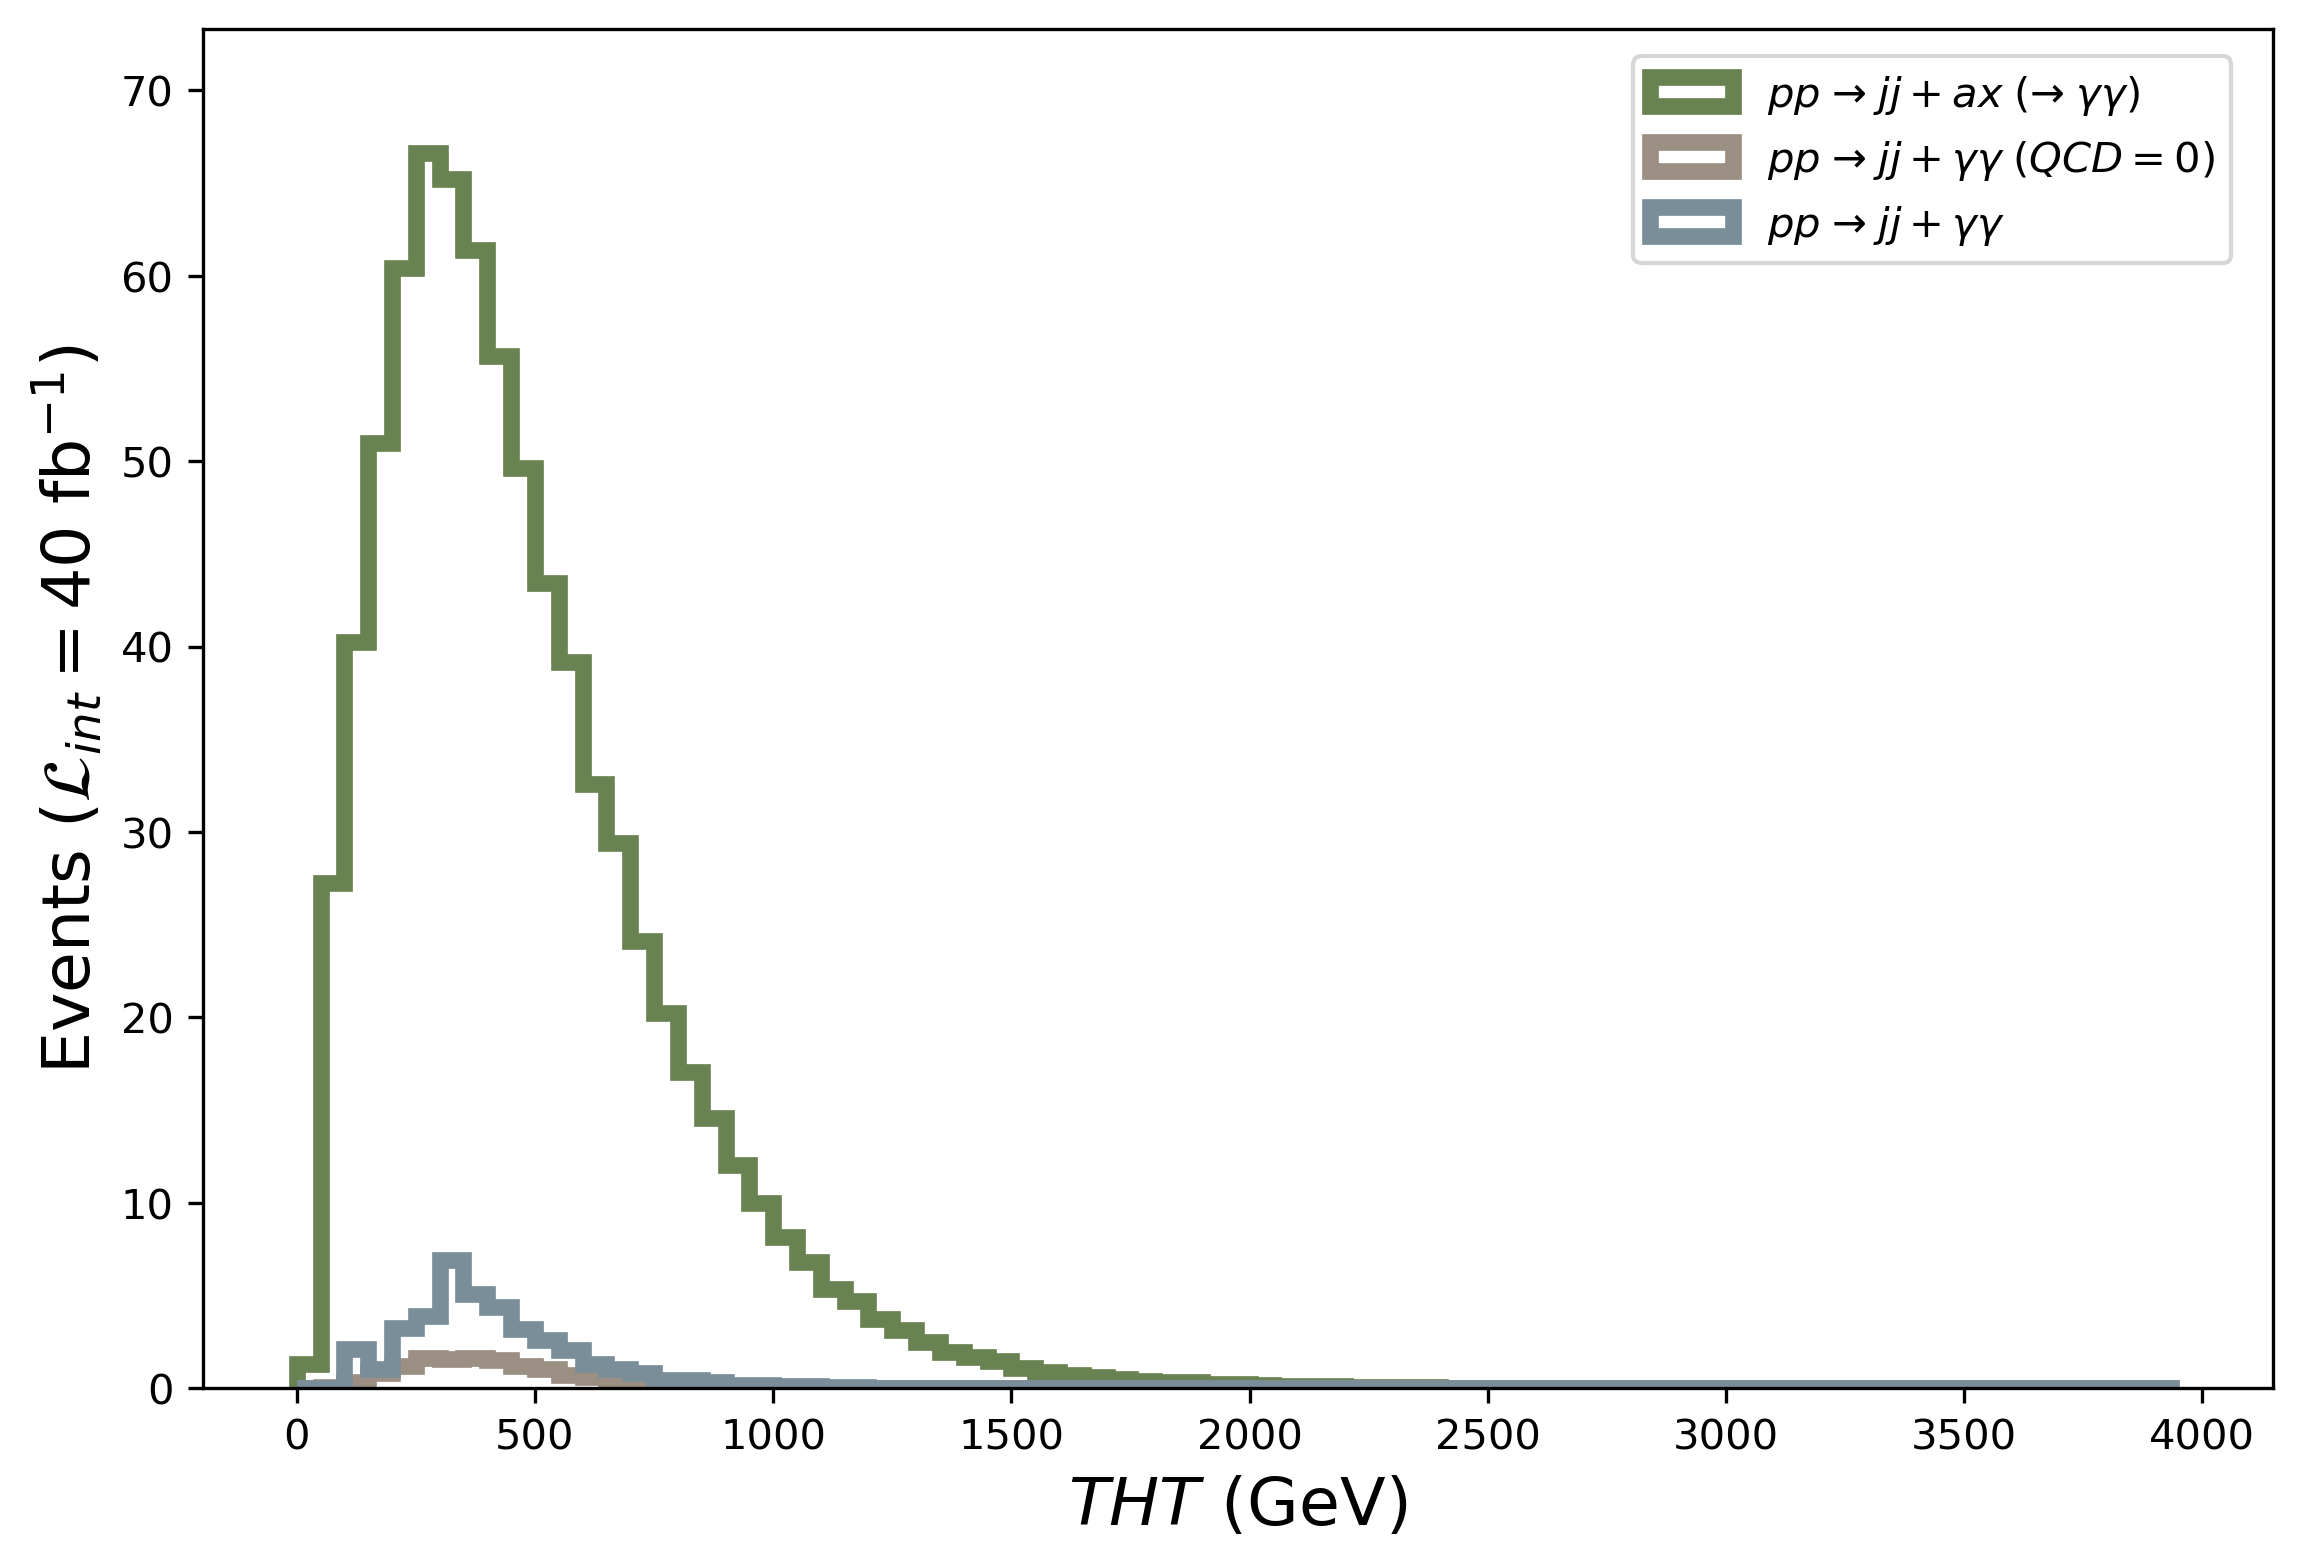 Events (ℒ_int = 40 fb⁻¹)
70
60
50
40
30
20
10
0
pp → jj + ax (→ γγ)
pp → jj + γγ (QCD = 0)
pp → jj + γγ
0 500 1000 1500 2000 2500 3000 3500 4000
THT (GeV)